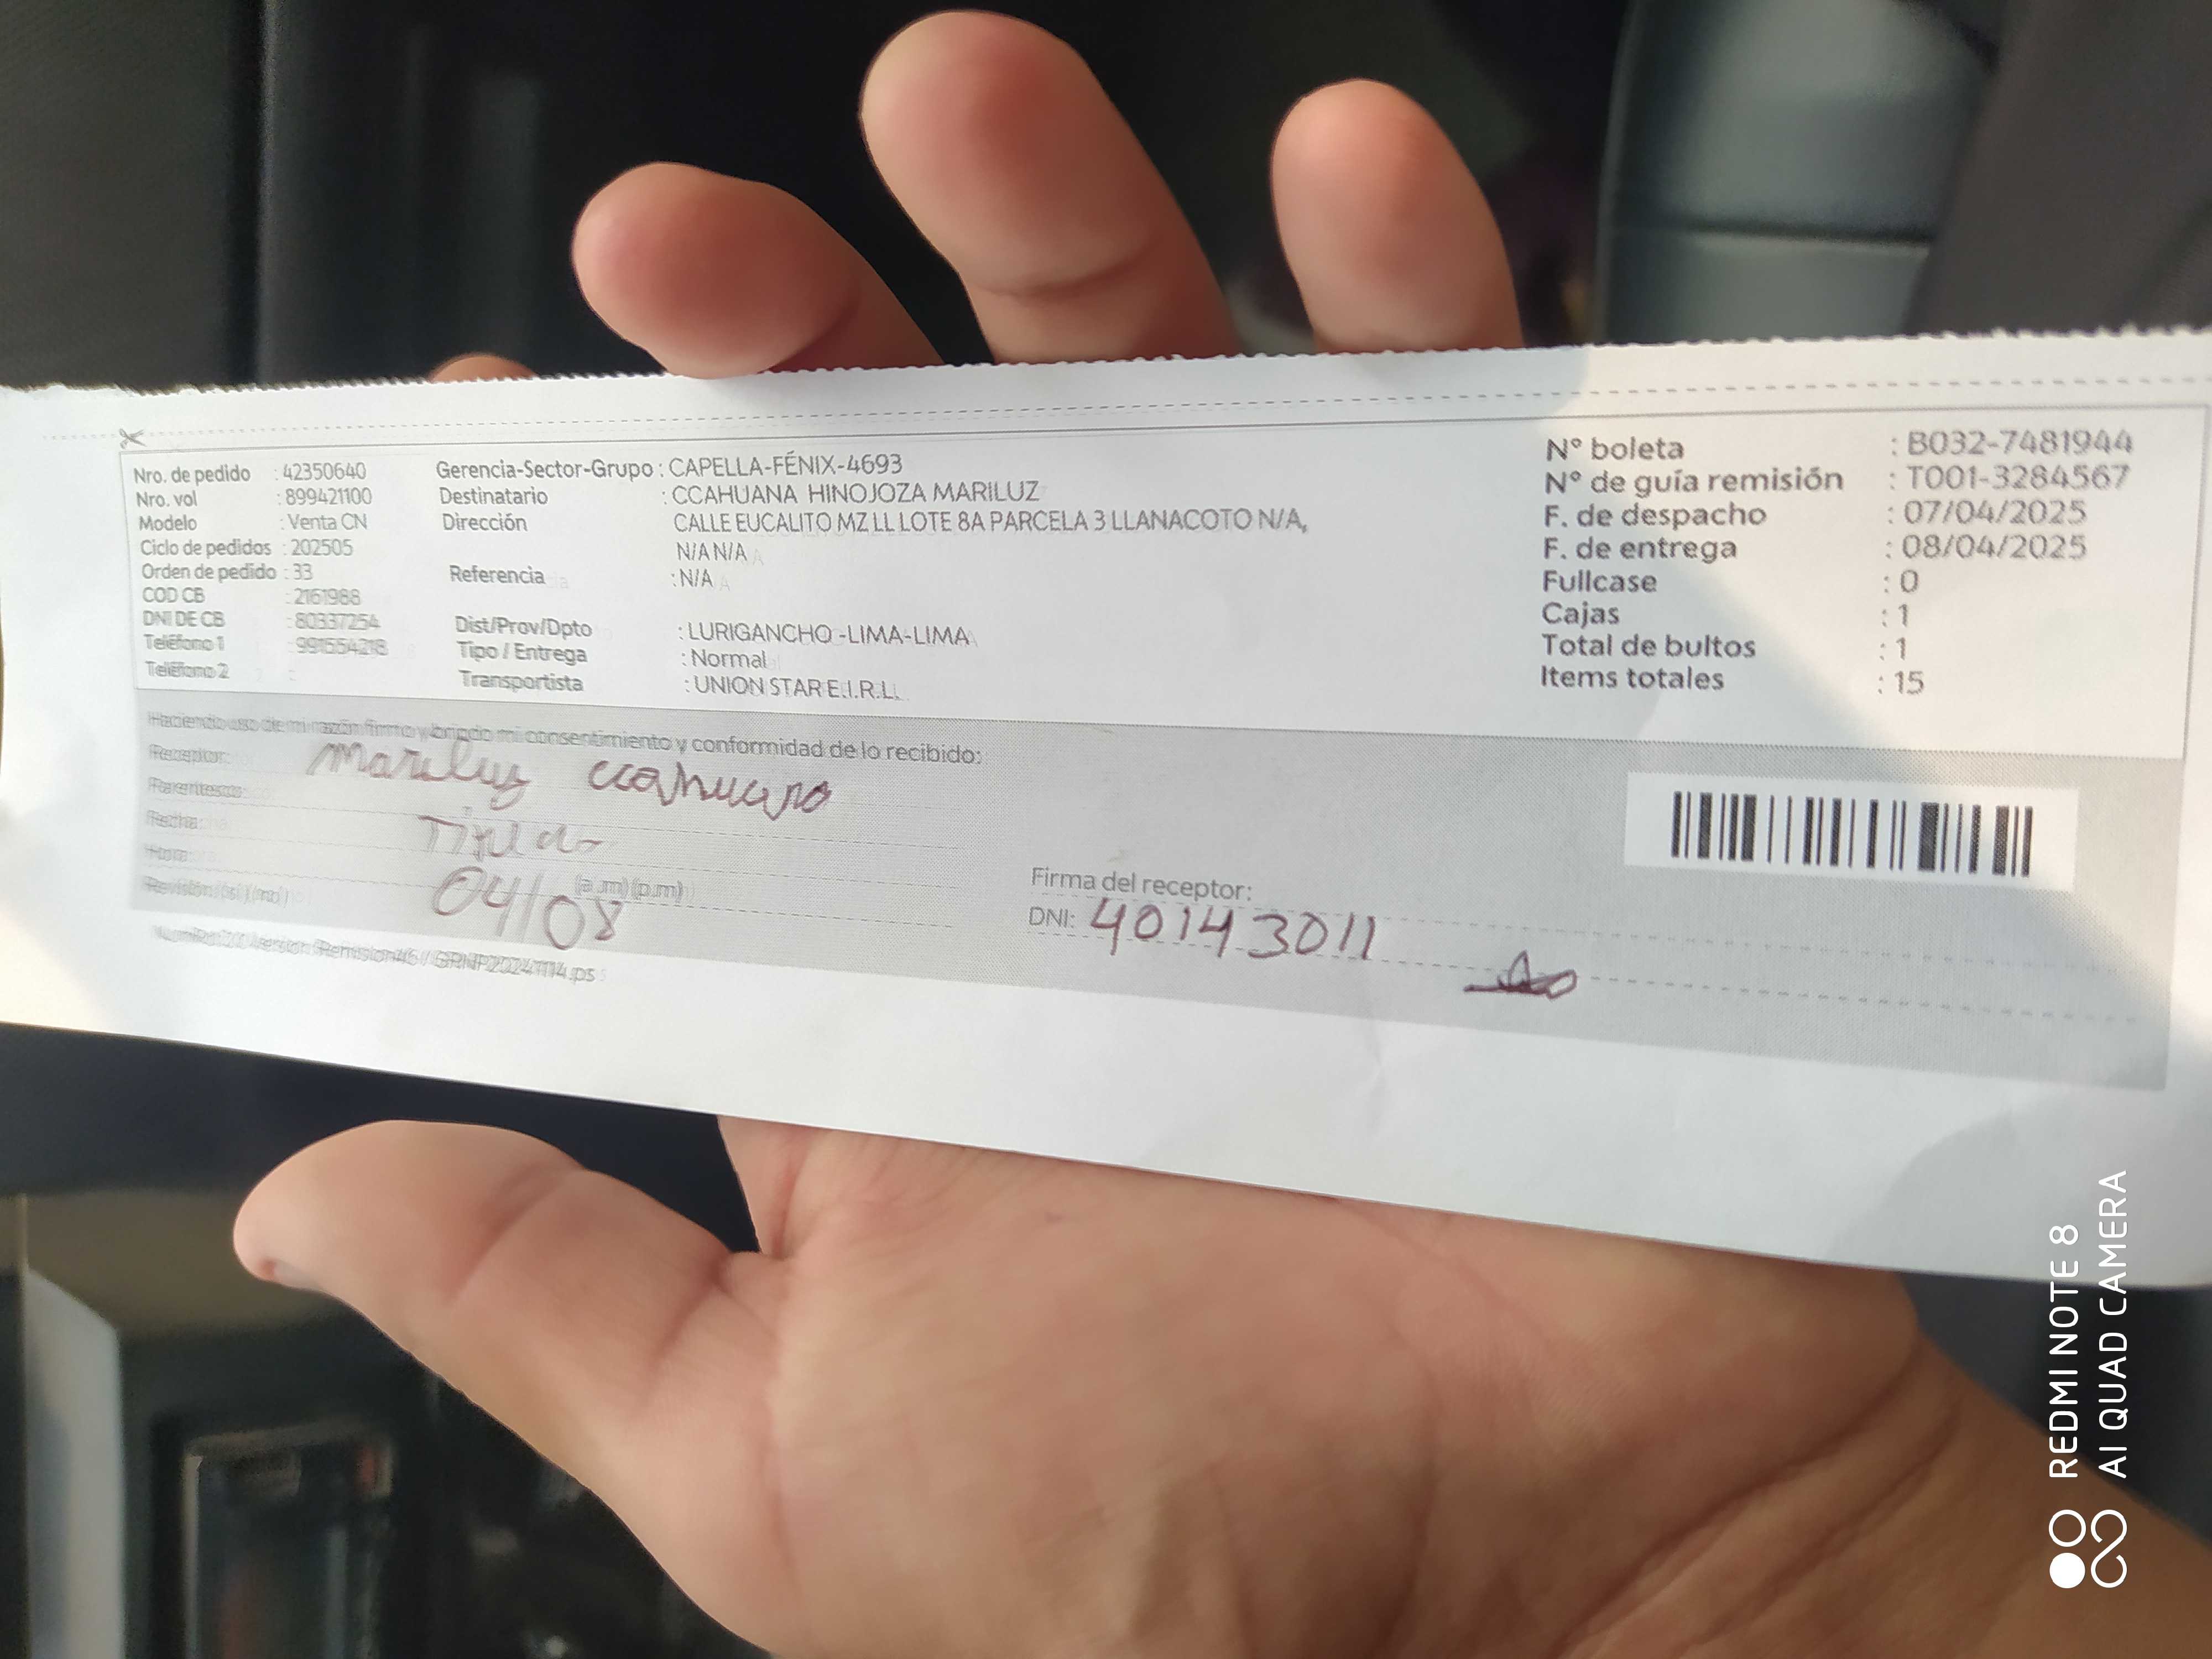 Nro. de pedido : 42350640
Nro. vol : 899421100
Modelo : Venta CN
Ciclo de pedidos : 202505
Orden de pedido : 33
COD CB : 2161988
DNI DE CB : 80337254
Teléfono 1 : 991554218
Teléfono 2 :
Gerencia-Sector-Grupo : CAPELLA-FÉNIX-4693
Destinatario : CCAHUANA HINOJOZA MARILUZ
Dirección CALLE EUCALITO MZ LL LOTE 8A PARCELA 3 LLANACOTO N/A,
N/A N/A
Referencia : N/A
Dist/Prov/Dpto : LURIGANCHO -LIMA-LIMA
Tipo / Entrega : Normal
Transportista : UNION STAR E.I.R.L.
N° boleta : B032-7481944
N° de guía remisión : T001-3284567
F. de despacho : 07/04/2025
F. de entrega : 08/04/2025
Fullcase : 0
Cajas : 1
Total de bultos : 1
Items totales : 15
Haciendo uso de mi razón firmo y brindo mi consentimiento y conformidad de lo recibido:
Receptor: Mariluz ccahuana
Parentesco:
Fecha:
Hora: (a.m) (p.m)
Revisión (si) (no) 04/08
Firma del receptor:
DNI: 40143011
REDMI NOTE 8
AI QUAD CAMERA